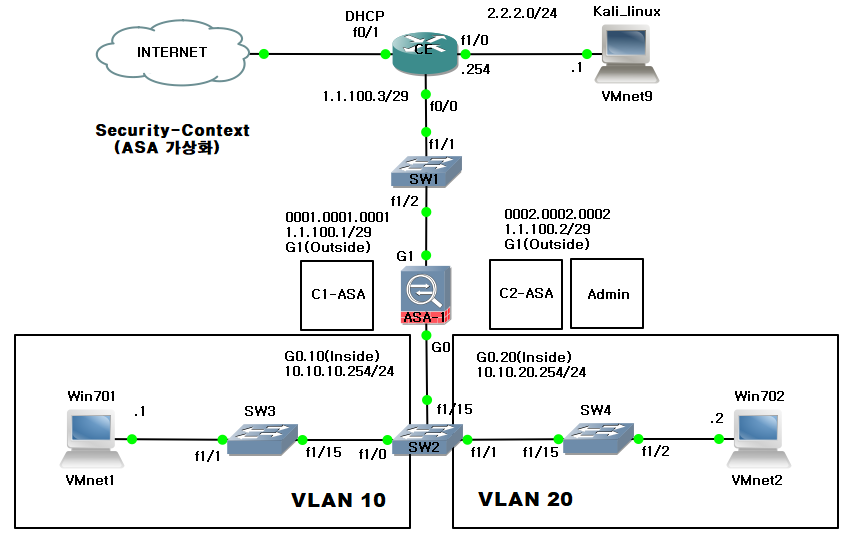 DHCP
f0/1
2.2.2.0/24
Kali_linux
INTERNET
CE
f1/0
.254
.1
VMnet9
1.1.100.3/29
f0/0
Security-Context
(ASA 가상화)
f1/1
SW1
f1/2
0001.0001.0001
1.1.100.1/29
G1(Outside)
0002.0002.0002
1.1.100.2/29
G1(Outside)
G1
C1-ASA
ASA-1
C2-ASA
Admin
G0
G0.10(Inside)
10.10.10.254/24
G0.20(Inside)
10.10.20.254/24
Win701
.1
SW3
f1/15
SW4
.2
Win702
f1/1
f1/15
f1/0
SW2
f1/1
f1/15
f1/2
VMnet1
VMnet2
VLAN 10
VLAN 20